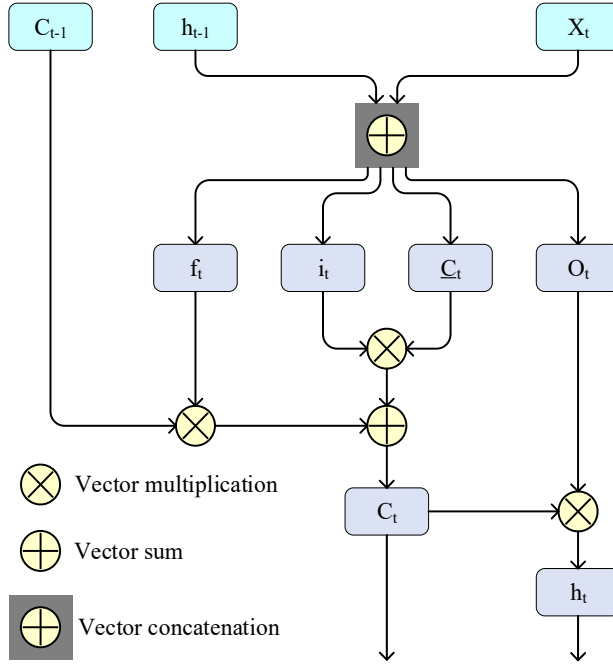 C_{t-1}
h_{t-1}
X_t
f_t
i_t
C_t
O_t
Vector multiplication
C_t
Vector sum
h_t
Vector concatenation